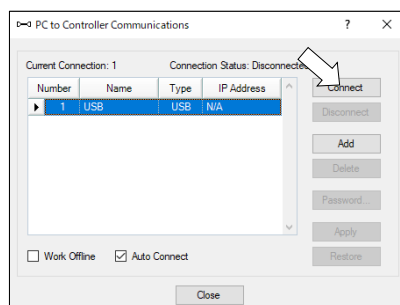 PC to Controller Communications ? ×
Current Connection: 1 Connection Status: Disconnected
Number Name Type IP Address
1 USB USB N/A
Connect
Disconnect
Add
Delete
Password...
Apply
Restore
Work Offline Auto Connect
Close